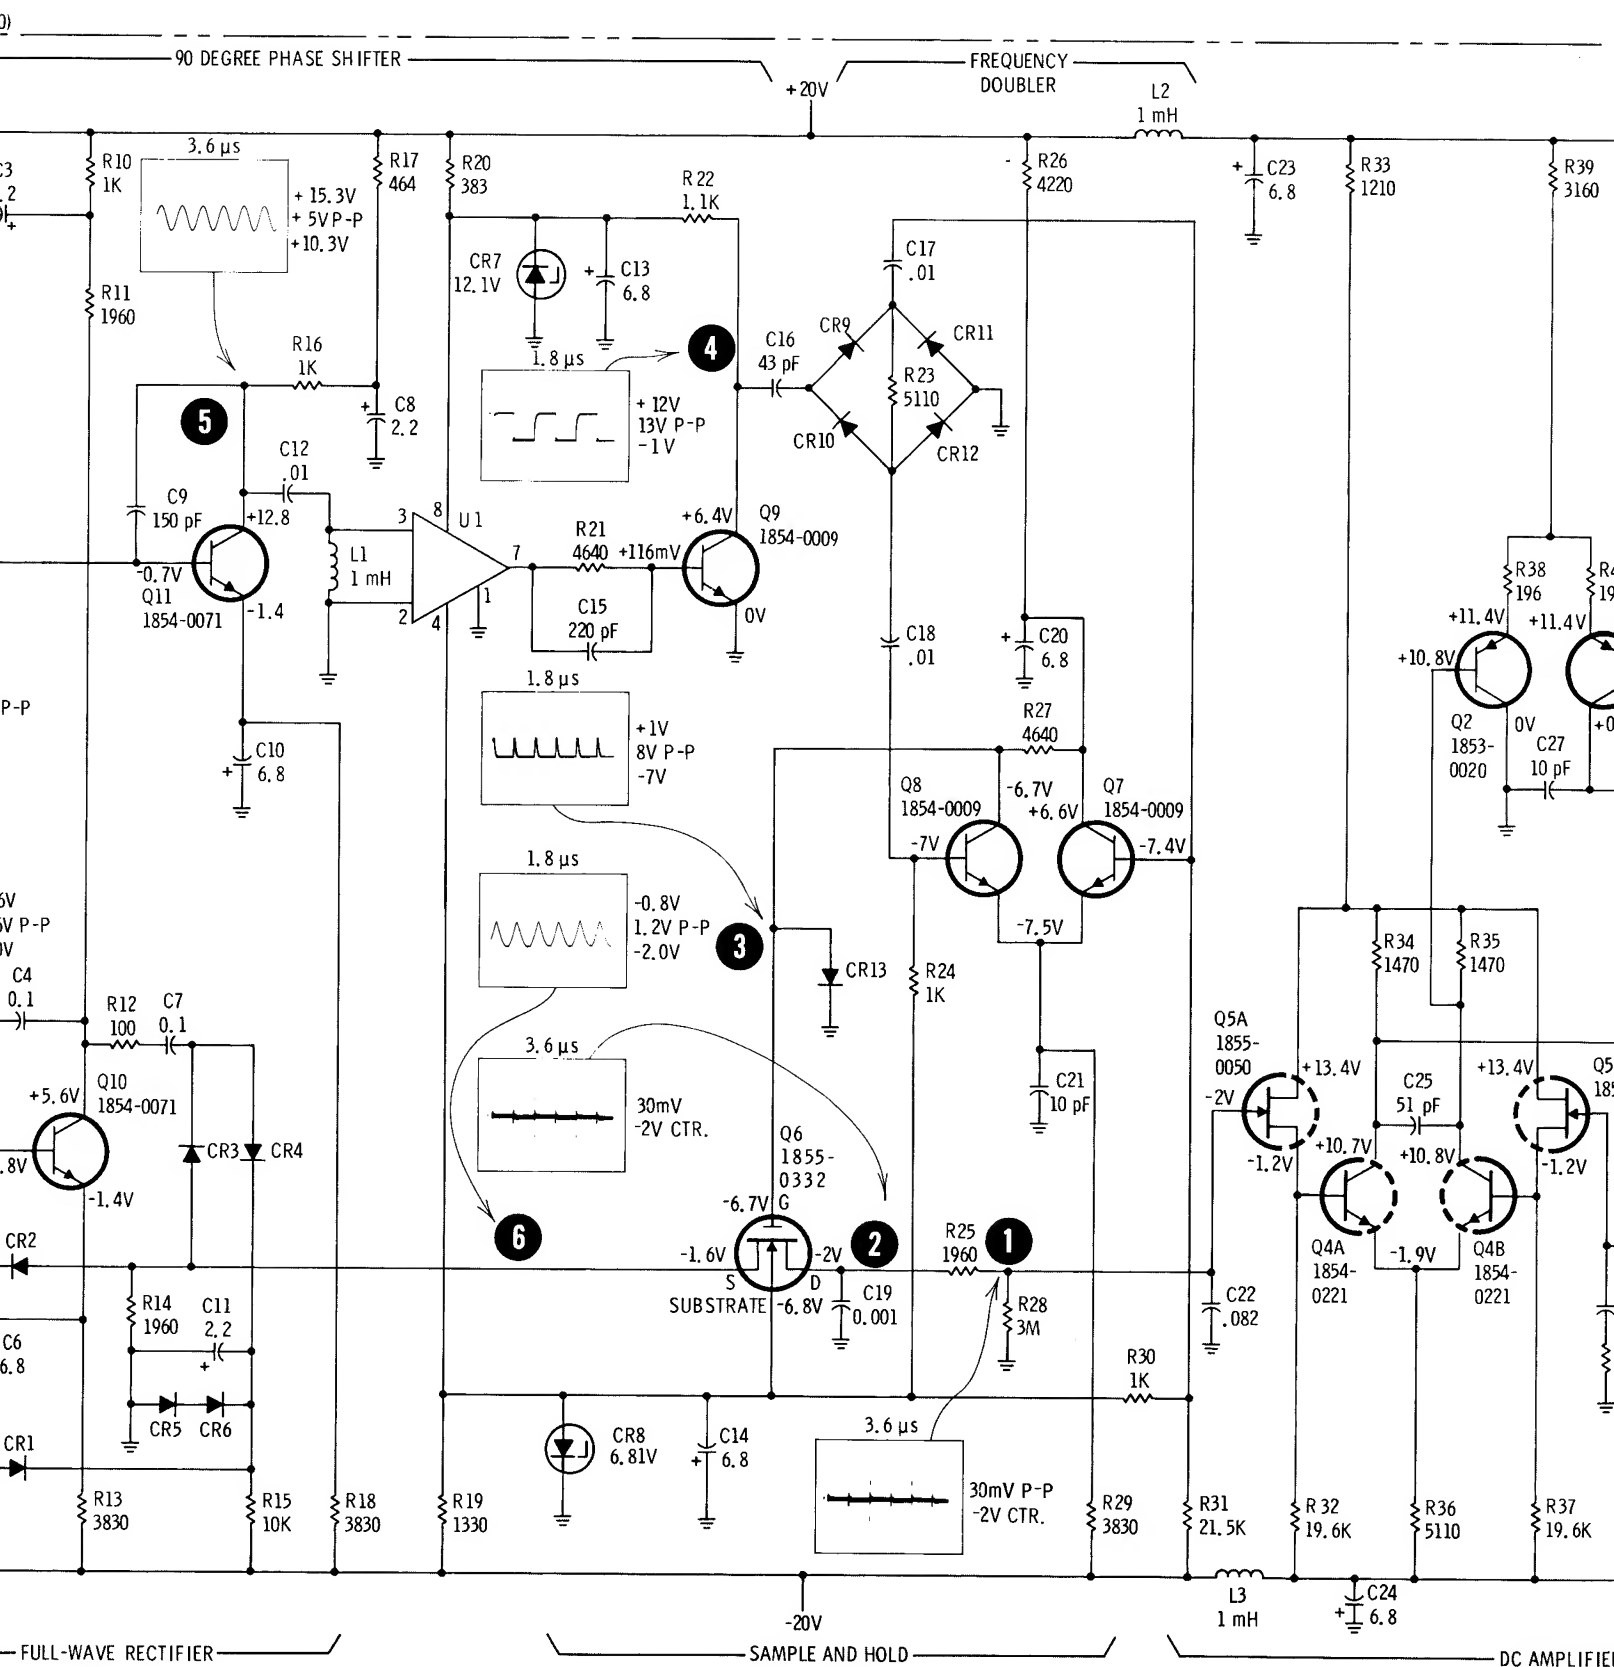 0)
90 DEGREE PHASE SHIFTER
FREQUENCY
DOUBLER
+20V
L2
1 mH
3.6 µs
+15.3V
+ 5V P-P
+10.3V
C3
.2
+
R10
1K
R17
464
R20
383
R22
1.1K
R26
4220
+
C23
6.8
R33
1210
R39
3160
R11
1960
CR7
12.1V
+
C13
6.8
C17
.01
R16
1K
1.8 µs
4
C16
43 pF
CR9
CR11
R23
5110
CR10
CR12
+12V
13V P-P
-1V
5
+
C8
2.2
C12
.01
C9
150 pF
+12.8
-0.7V
Q11
1854-0071
-1.4
L1
1 mH
3
8
U1
7
1
2
4
R21
4640
+116mV
C15
220 pF
+6.4V
Q9
1854-0009
0V
C18
.01
+
C20
6.8
R38
196
R4
19
+11.4V
+11.4V
+10.8V
Q2
1853-
0020
0V
+0
C27
10 pF
P-P
1.8 µs
+1V
8V P-P
-7V
+
C10
6.8
R27
4640
Q8
1854-0009
-6.7V
+6.6V
Q7
1854-0009
-7V
-7.4V
-7.5V
1.8 µs
-0.8V
1.2V P-P
-2.0V
3
CR13
R24
1K
6V
5V P-P
0V
C4
0.1
R12
100
C7
0.1
R34
1470
R35
1470
3.6 µs
30mV
-2V CTR.
C21
10 pF
Q5A
1855-
0050
+13.4V
-2V
-1.2V
C25
51 pF
+13.4V
Q5
185
-1.2V
+10.7V
+10.8V
+5.6V
Q10
1854-0071
.8V
-1.4V
CR3
CR4
Q6
1855-
0332
-6.7V
G
6
2
R25
1960
1
-1.6V
-2V
S
D
SUBSTRATE
-6.8V
C19
0.001
R28
3M
C22
.082
Q4A
1854-
0221
-1.9V
Q4B
1854-
0221
CR2
R14
1960
C11
2.2
+
C6
6.8
CR5
CR6
CR1
R30
1K
CR8
6.81V
+
C14
6.8
3.6 µs
30mV P-P
-2V CTR.
R13
3830
R15
10K
R18
3830
R19
1330
R29
3830
R31
21.5K
R32
19.6K
R36
5110
R37
19.6K
-20V
L3
1 mH
+
C24
6.8
FULL-WAVE RECTIFIER
SAMPLE AND HOLD
DC AMPLIFIE